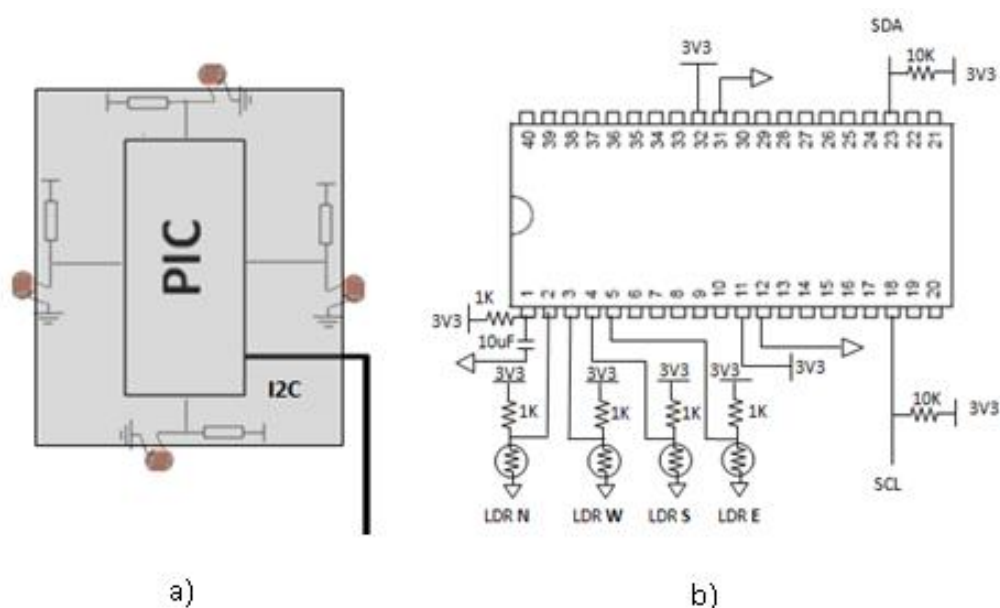 PIC
I2C
a)
SDA
10K
3V3
3V3
40 39 38 37 36 35 34 33 32 31 30 29 28 27 26 25 24 23 22 21
1 2 3 4 5 6 7 8 9 10 11 12 13 14 15 16 17 18 19 20
1K
3V3
10uF
3V3 3V3 3V3 3V3
3V3
1K 1K 1K 1K
10K
3V3
SCL
LDR N LDR W LDR S LDR E
b)